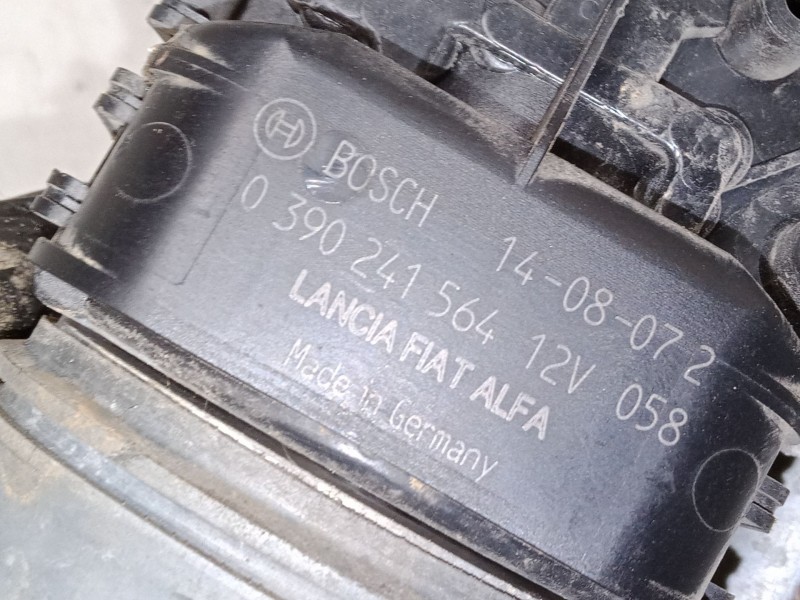 BOSCH 14-08-07 2
0 390 241 564 12V 058
LANCIA FIAT ALFA
Made in Germany